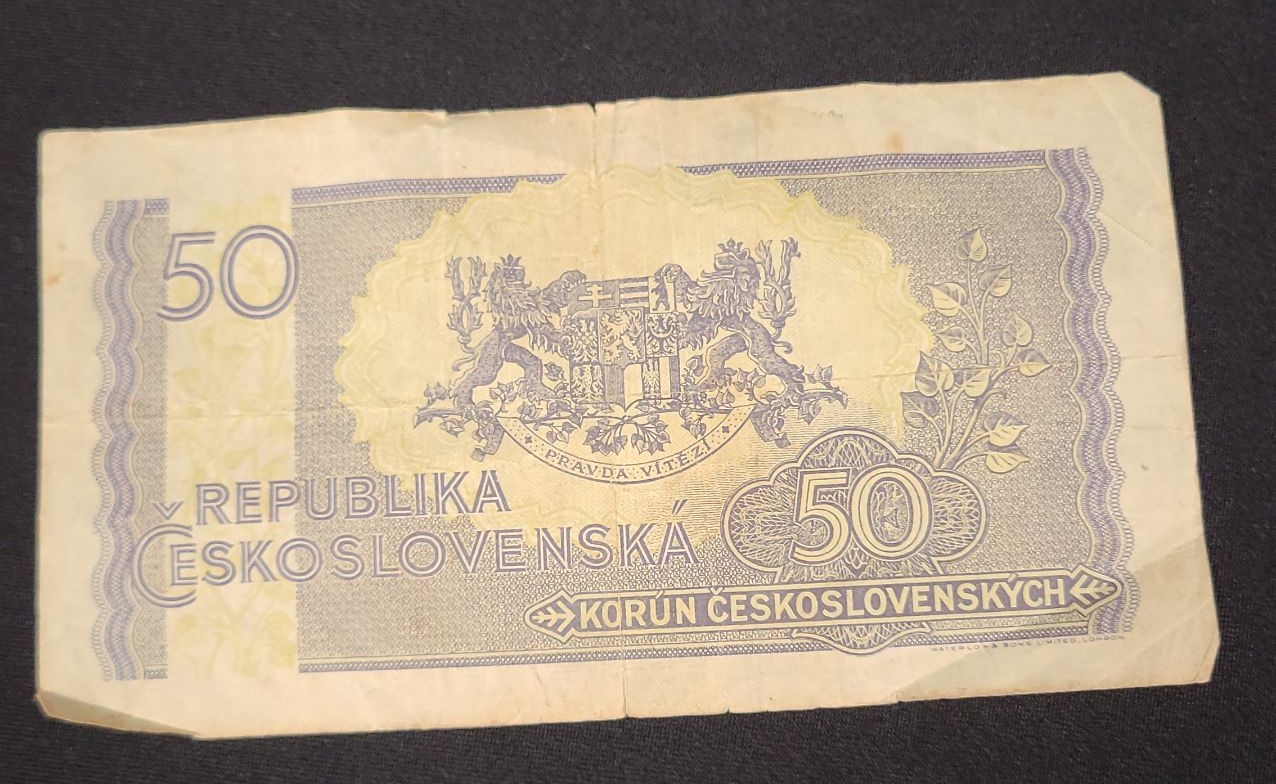 50
PRAVDA VÍTĚZÍ
REPUBLIKA
ČESKOSLOVENSKÁ
50
KORÚN ČESKOSLOVENSKÝCH
WATERLOW & SONS LIMITED, LONDON.